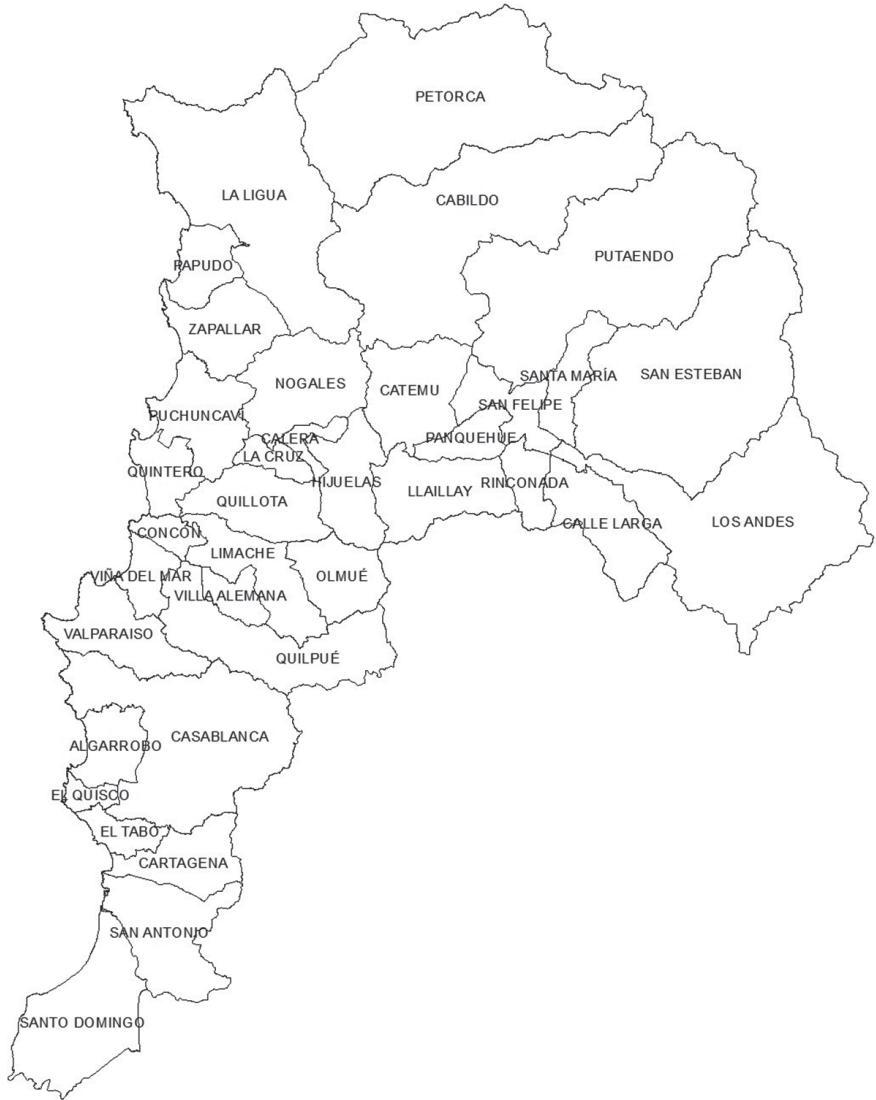 PETORCA
LA LIGUA
CABILDO
PUTAENDO
PAPUDO
ZAPALLAR
NOGALES
CATEMU
SANTA MARÍA
SAN ESTEBAN
SAN FELIPE
PUCHUNCAVÍ
CALERA
PANQUEHUE
LA CRUZ
QUINTERO
HIJUELAS
RINCONADA
LLAILLAY
QUILLOTA
CALLE LARGA
LOS ANDES
CONCÓN
LIMACHE
VIÑA DEL MAR
OLMUÉ
VILLA ALEMANA
VALPARAISO
QUILPUÉ
CASABLANCA
ALGARROBO
EL QUISCO
EL TABO
CARTAGENA
SAN ANTONIO
SANTO DOMINGO